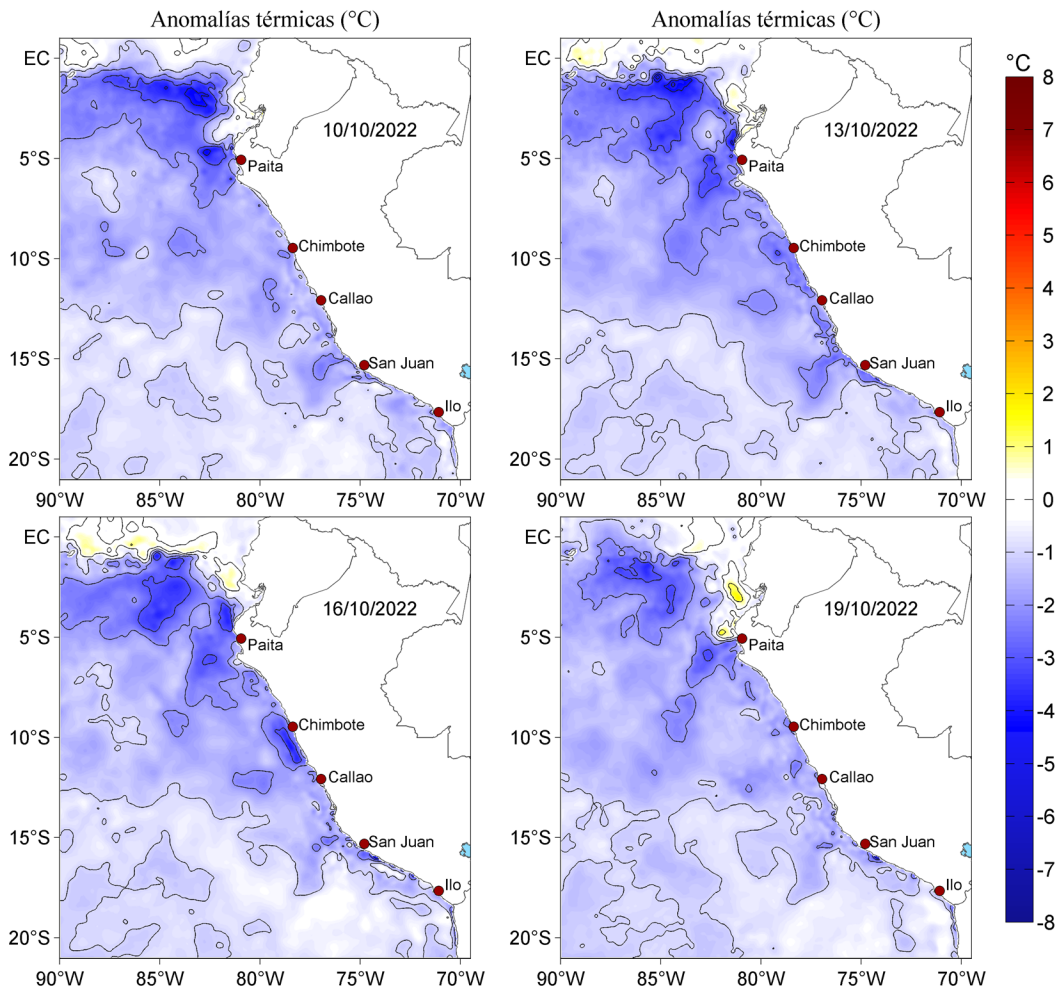 Anomalías térmicas (°C)
Anomalías térmicas (°C)
EC
5°S
10°S
15°S
20°S
90°W
85°W
80°W
75°W
70°W
10/10/2022
Paita
Chimbote
Callao
San Juan
Ilo
EC
5°S
10°S
15°S
20°S
90°W
85°W
80°W
75°W
70°W
13/10/2022
Paita
Chimbote
Callao
San Juan
Ilo
°C
8
7
6
5
4
3
2
1
0
-1
-2
-3
-4
-5
-6
-7
-8
EC
5°S
10°S
15°S
20°S
90°W
85°W
80°W
75°W
70°W
16/10/2022
Paita
Chimbote
Callao
San Juan
Ilo
EC
5°S
10°S
15°S
20°S
90°W
85°W
80°W
75°W
70°W
19/10/2022
Paita
Chimbote
Callao
San Juan
Ilo